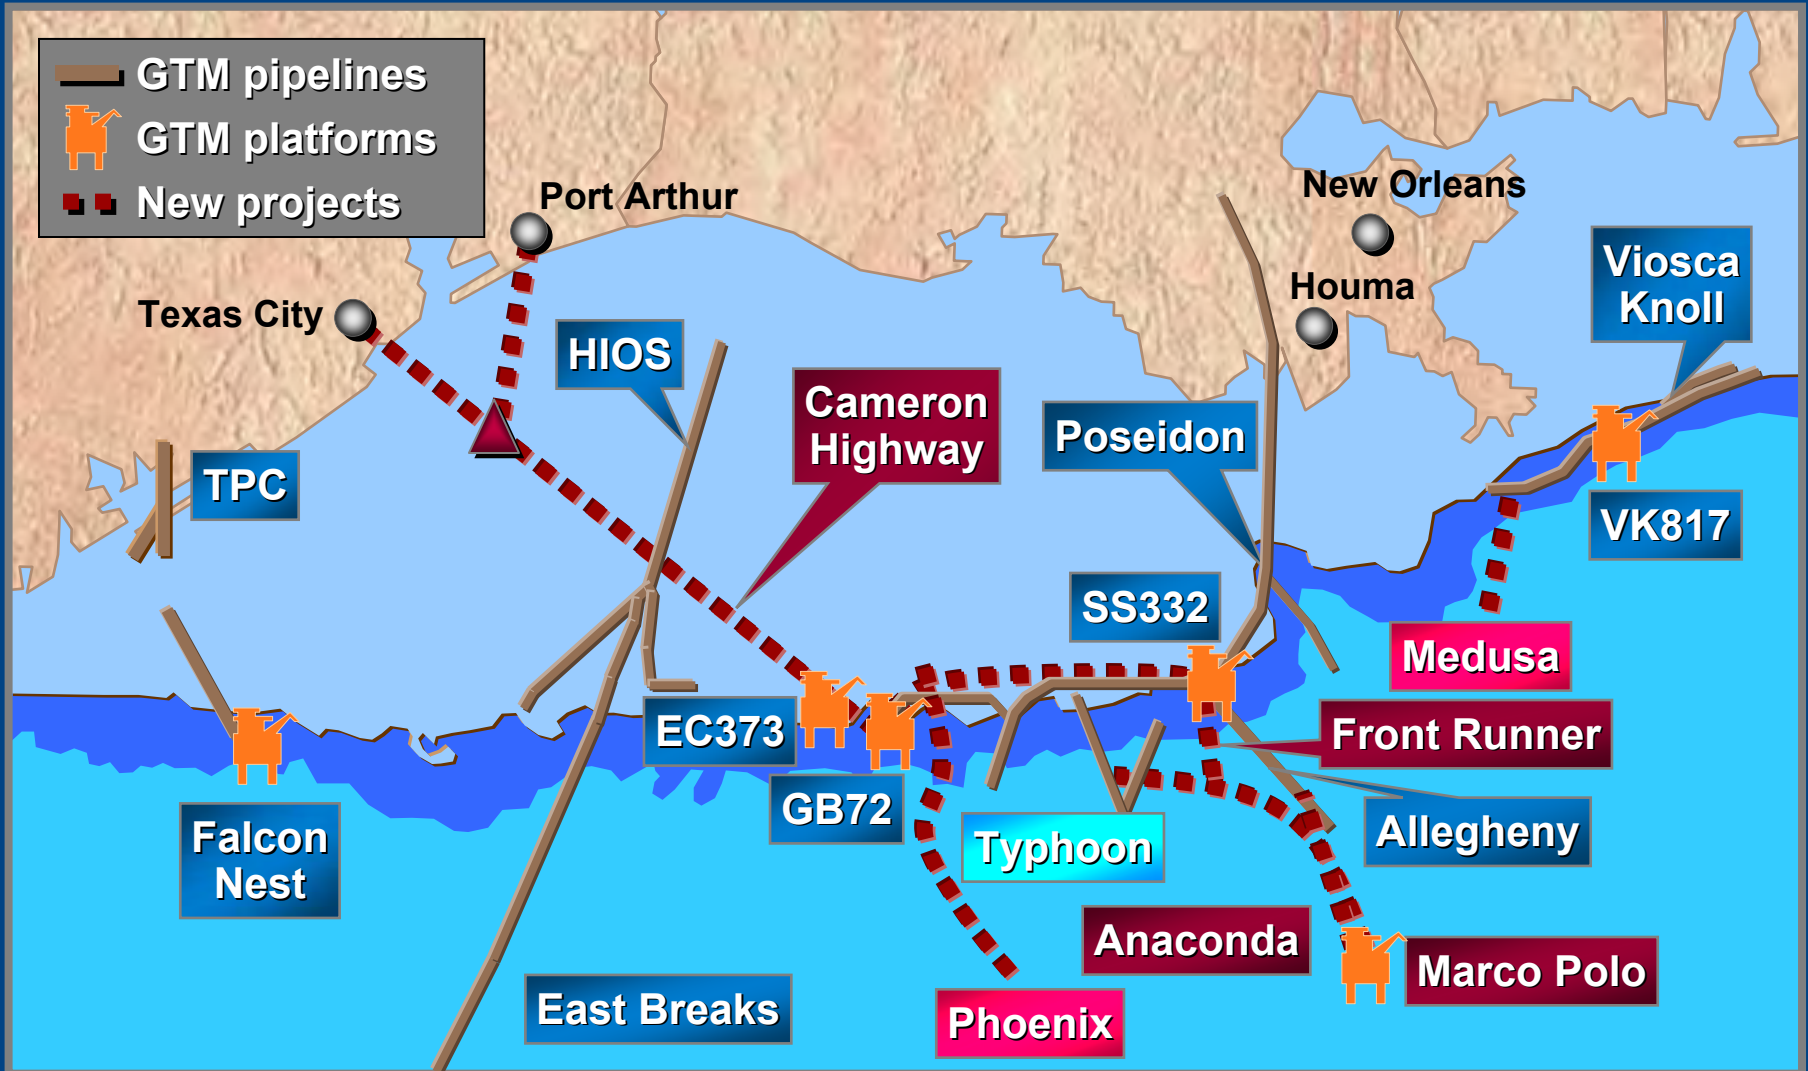 GTM pipelines
GTM platforms
New projects
Port Arthur
New Orleans
Texas City
Houma
Viosca
Knoll
HIOS
Cameron
Highway
Poseidon
TPC
VK817
SS332
Medusa
EC373
Front Runner
GB72
Allegheny
Falcon
Nest
Typhoon
Anaconda
Marco Polo
East Breaks
Phoenix